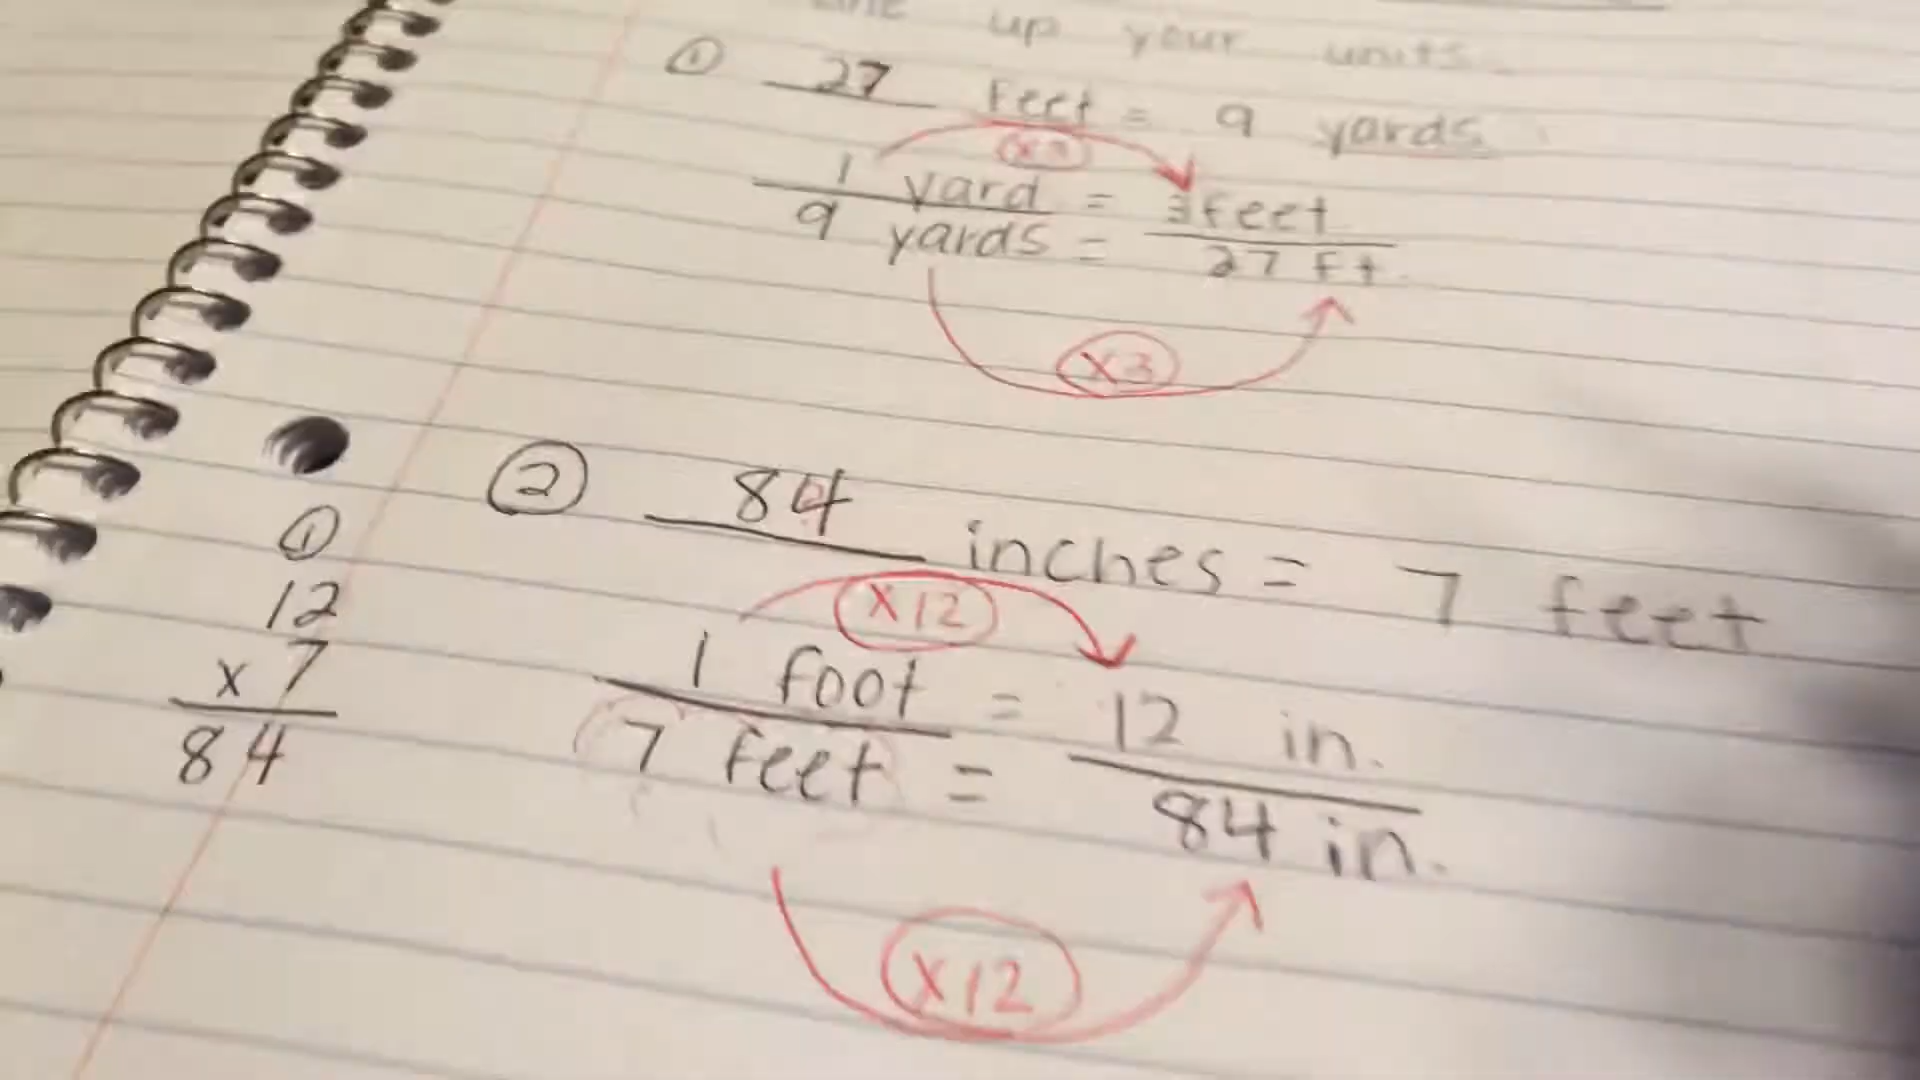 Line up your units.
① 27 Feet = 9 yards
x3
1 yard = 3 feet
9 yards = 27 ft.
x3
② 84 inches = 7 feet
x12
1 foot = 12 in.
7 feet = 84 in.
x12
①
12
x 7
84